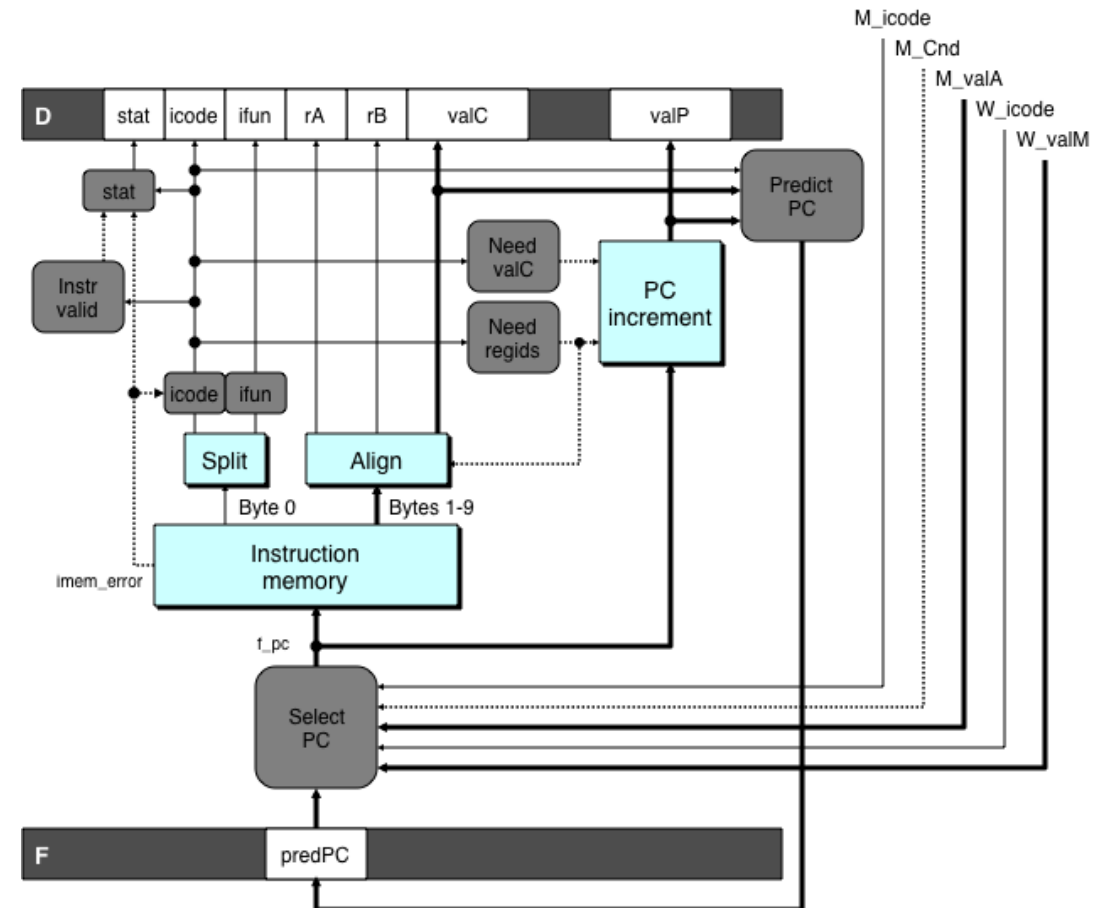 M_icode
M_Cnd
M_valA
W_icode
W_valM
D stat icode ifun rA rB valC valP
stat
Predict
PC
Need
valC
Instr
valid
PC
increment
Need
regids
icode ifun
Split
Align
Byte 0
Bytes 1-9
Instruction
memory
imem_error
f_pc
Select
PC
F predPC